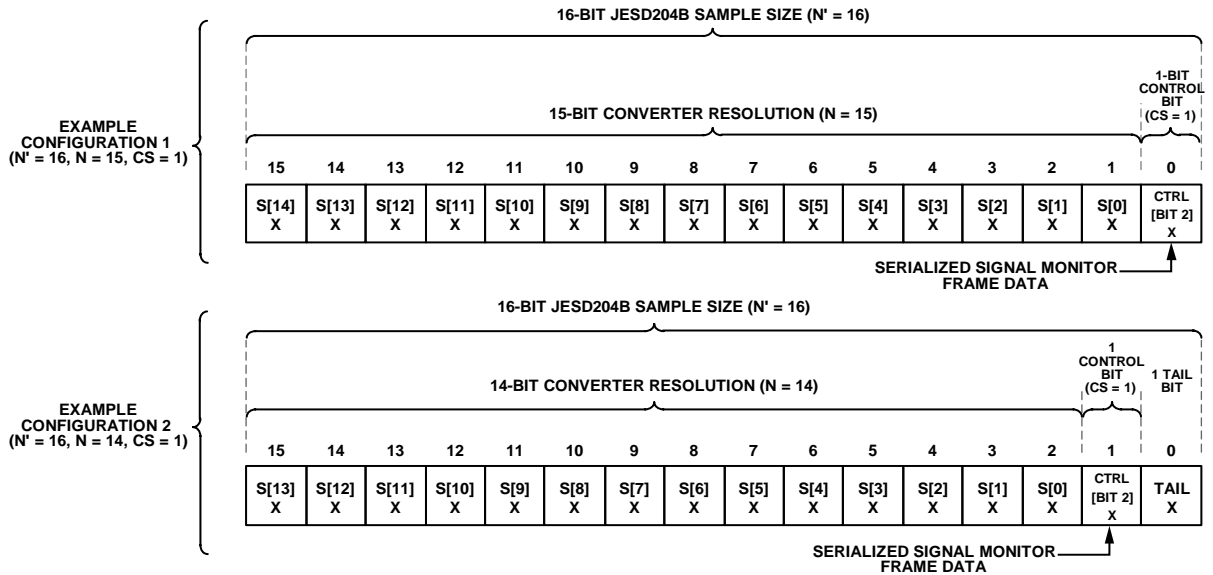 16-BIT JESD204B SAMPLE SIZE (N' = 16)
1-BIT
CONTROL
BIT
(CS = 1)
15-BIT CONVERTER RESOLUTION (N = 15)
EXAMPLE
CONFIGURATION 1
(N' = 16, N = 15, CS = 1)
15 14 13 12 11 10 9 8 7 6 5 4 3 2 1 0
S[14] S[13] S[12] S[11] S[10] S[9] S[8] S[7] S[6] S[5] S[4] S[3] S[2] S[1] S[0] CTRL
[BIT 2]
X X X X X X X X X X X X X X X X
SERIALIZED SIGNAL MONITOR
FRAME DATA
16-BIT JESD204B SAMPLE SIZE (N' = 16)
1
CONTROL
BIT
(CS = 1)
1 TAIL
BIT
14-BIT CONVERTER RESOLUTION (N = 14)
EXAMPLE
CONFIGURATION 2
(N' = 16, N = 14, CS = 1)
15 14 13 12 11 10 9 8 7 6 5 4 3 2 1 0
S[13] S[12] S[11] S[10] S[9] S[8] S[7] S[6] S[5] S[4] S[3] S[2] S[1] S[0] CTRL TAIL
[BIT 2]
X X X X X X X X X X X X X X X X
SERIALIZED SIGNAL MONITOR
FRAME DATA